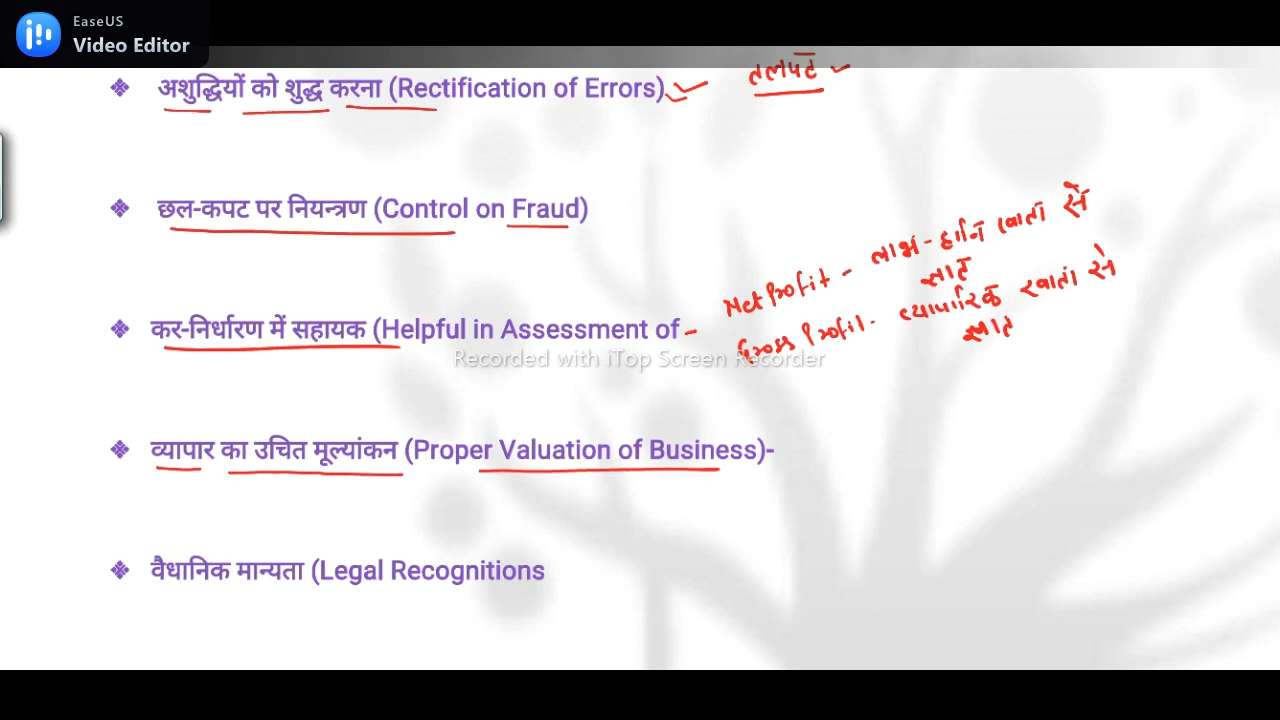 EaseUS
Video Editor
❖ अशुद्धियों को शुद्ध करना (Rectification of Errors)
तलपट
❖ छल-कपट पर नियन्त्रण (Control on Fraud)
Net Profit - लाभ-हानि खाता से
ज्ञात
❖ कर-निर्धारण में सहायक (Helpful in Assessment of -
Gross Profit - व्यापारिक खाता से
ज्ञात
Recorded with iTop Screen Recorder
❖ व्यापार का उचित मूल्यांकन (Proper Valuation of Business)-
❖ वैधानिक मान्यता (Legal Recognitions